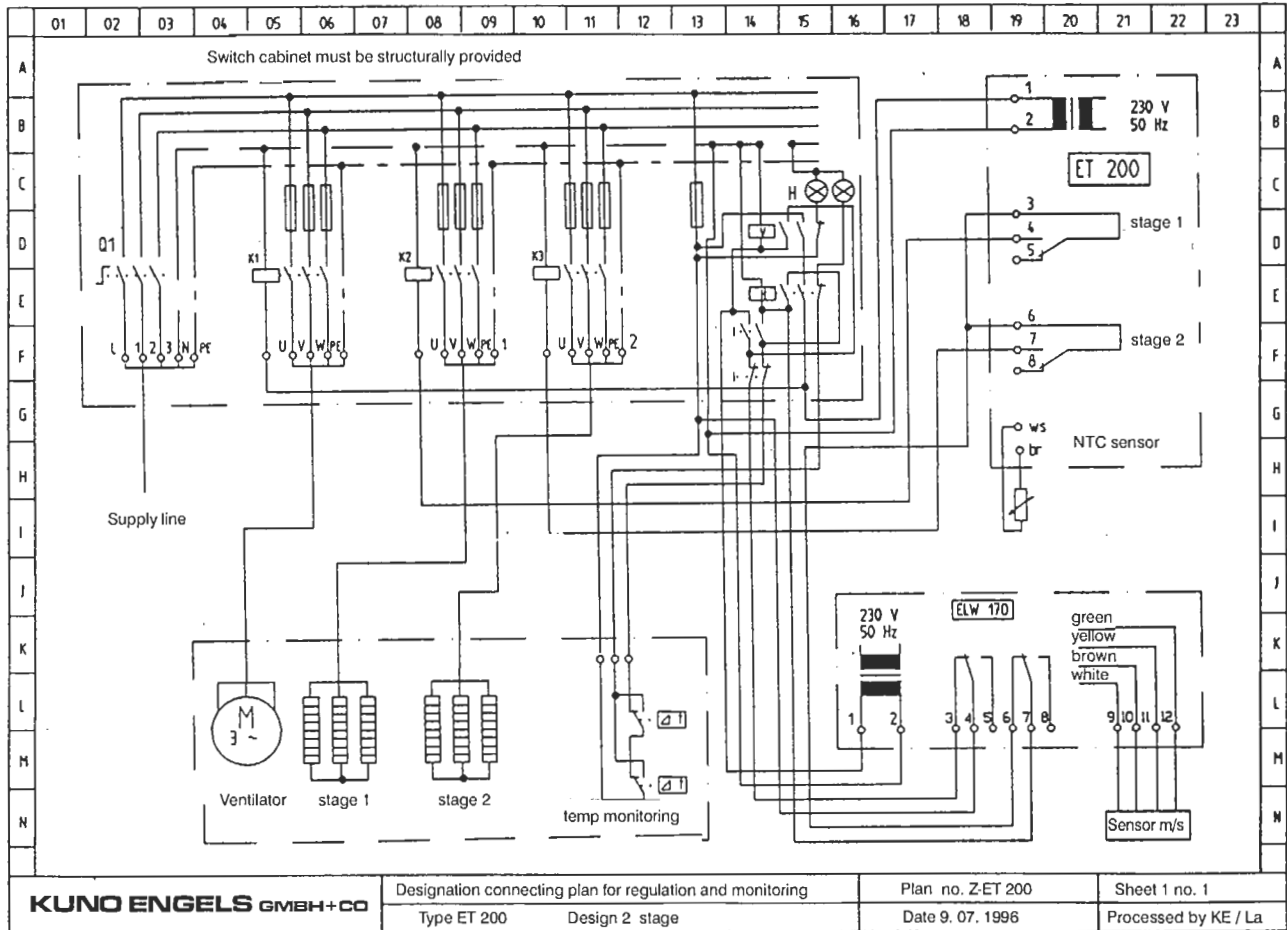 01 02 03 04 05 06 07 08 09 10 11 12 13 14 15 16 17 18 19 20 21 22 23
Switch cabinet must be structurally provided
A A
B B
C C
D D
E E
F F
G G
H H
I I
J J
K K
L L
M M
N N
1
2
230 V
50 Hz
ET 200
H
3
4
5
stage 1
Q1
K1
K2
K3
6
7
8
stage 2
L 1 2 3 N PE
U V W PE
U V W PE 1
U V W PE 2
ws
br
NTC sensor
Supply line
230 V
50 Hz
ELW 170
green
yellow
brown
white
M
3 ~
1 2 3 4 5 6 7 8 9 10 11 12
Ventilator
stage 1
stage 2
temp monitoring
Sensor m/s
KUNO ENGELS GMBH+CO
Designation connecting plan for regulation and monitoring
Type ET 200 Design 2 stage
Plan no. Z-ET 200
Date 9. 07. 1996
Sheet 1 no. 1
Processed by KE / La